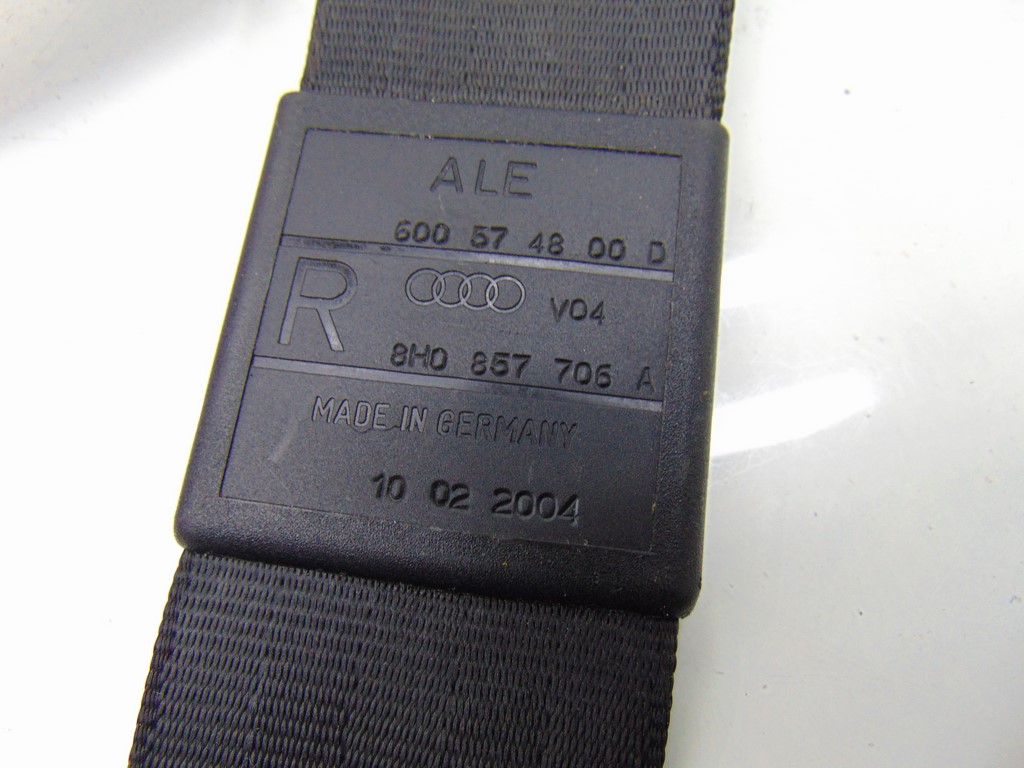 ALE
600 57 48 00 D
R V04
8H0 857 706 A
MADE IN GERMANY
10 02 2004